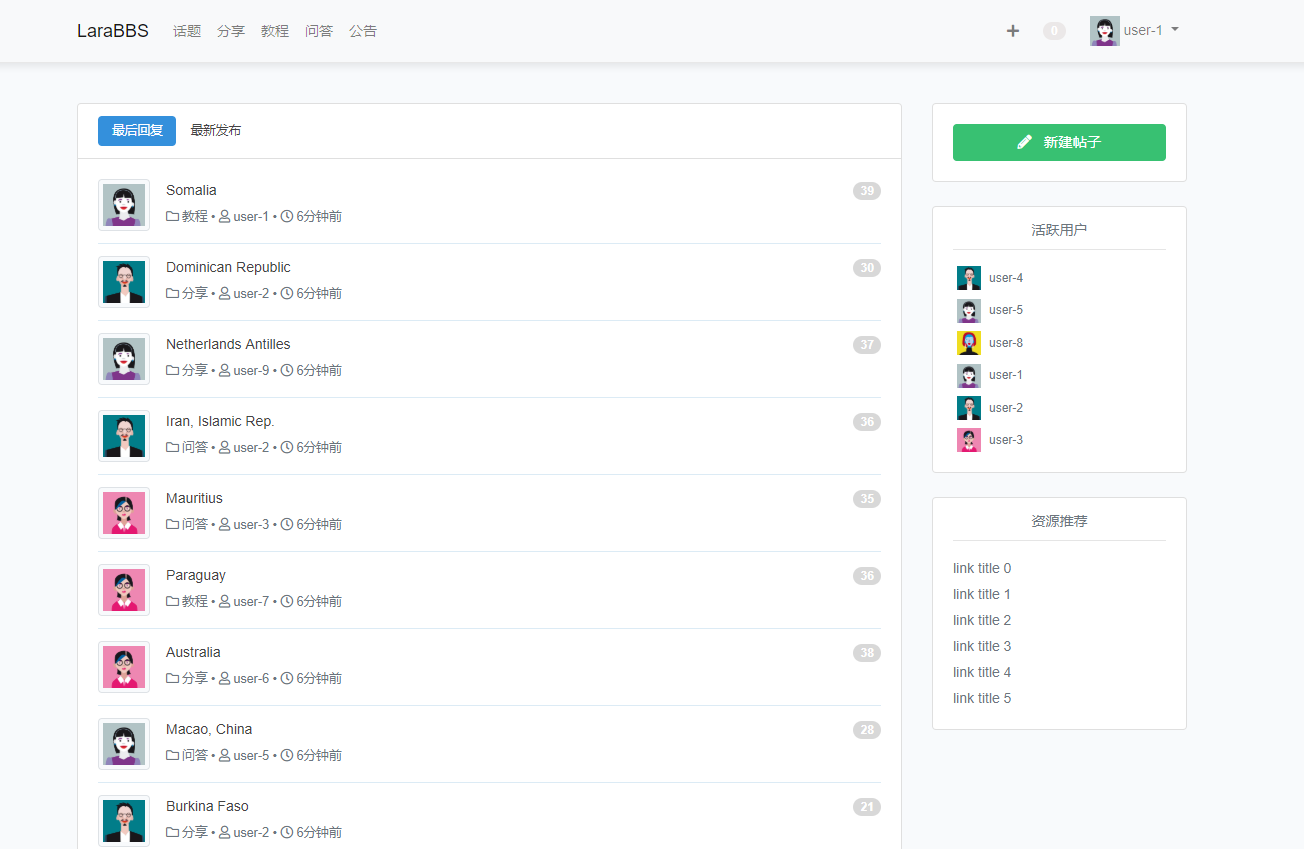 LaraBBS 话题 分享 教程 问答 公告 0 user-1
最后回复 最新发布
Somalia 39
教程 • user-1 • 6分钟前
Dominican Republic 30
分享 • user-2 • 6分钟前
Netherlands Antilles 37
分享 • user-9 • 6分钟前
Iran, Islamic Rep. 36
问答 • user-2 • 6分钟前
Mauritius 35
问答 • user-3 • 6分钟前
Paraguay 36
教程 • user-7 • 6分钟前
Australia 38
分享 • user-6 • 6分钟前
Macao, China 28
问答 • user-5 • 6分钟前
Burkina Faso 21
分享 • user-2 • 6分钟前
新建帖子
活跃用户
user-4
user-5
user-8
user-1
user-2
user-3
资源推荐
link title 0
link title 1
link title 2
link title 3
link title 4
link title 5